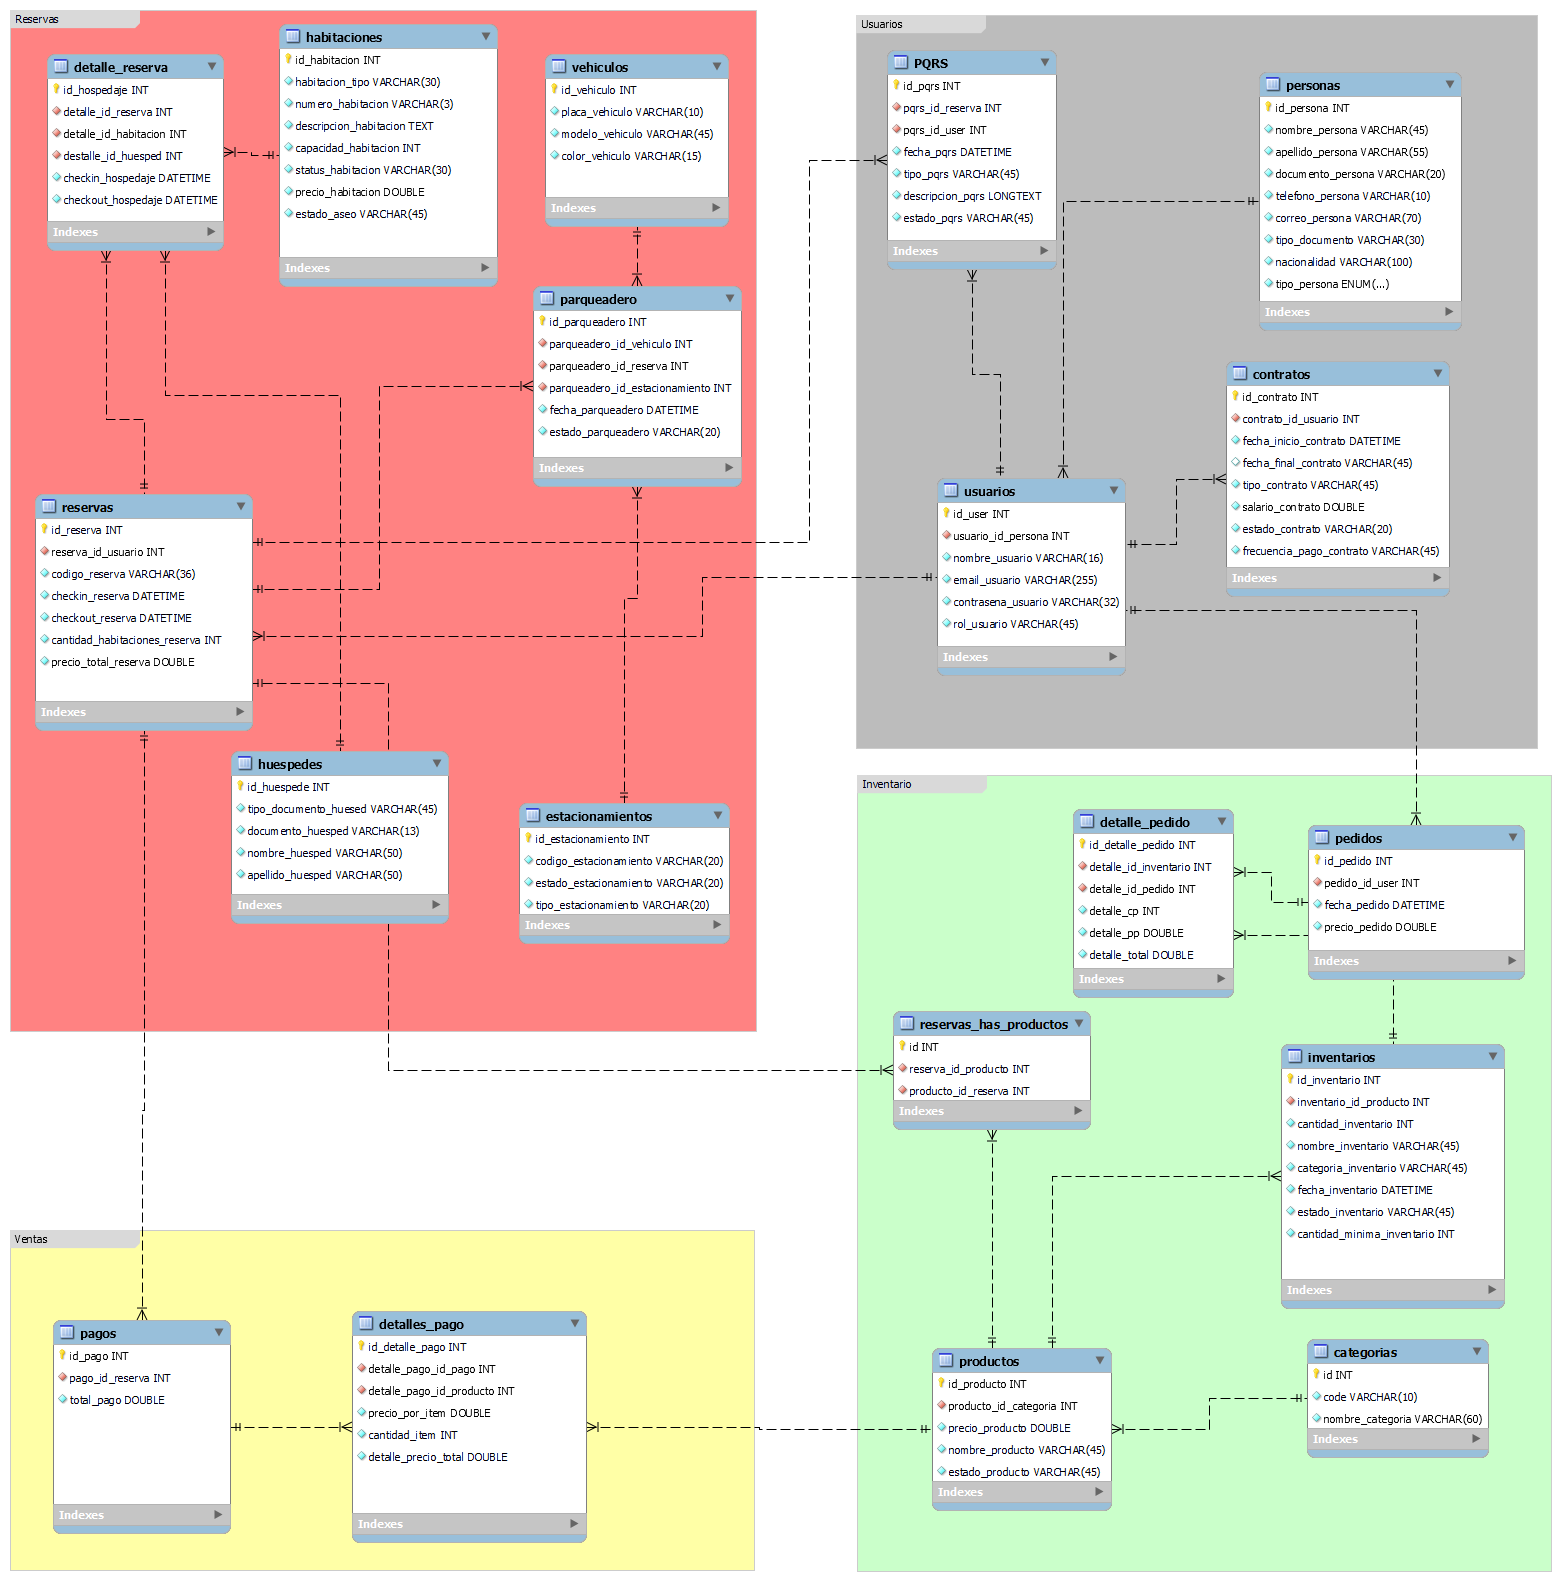 Reservas
detalle_reserva
id_hospedaje INT
detalle_id_reserva INT
detalle_id_habitacion INT
destalle_id_huesped INT
checkin_hospedaje DATETIME
checkout_hospedaje DATETIME
Indexes
habitaciones
id_habitacion INT
habitacion_tipo VARCHAR(30)
numero_habitacion VARCHAR(3)
descripcion_habitacion TEXT
capacidad_habitacion INT
status_habitacion VARCHAR(30)
precio_habitacion DOUBLE
estado_aseo VARCHAR(45)
Indexes
vehiculos
id_vehiculo INT
placa_vehiculo VARCHAR(10)
modelo_vehiculo VARCHAR(45)
color_vehiculo VARCHAR(15)
Indexes
parqueadero
id_parqueadero INT
parqueadero_id_vehiculo INT
parqueadero_id_reserva INT
parqueadero_id_estacionamiento INT
fecha_parqueadero DATETIME
estado_parqueadero VARCHAR(20)
Indexes
reservas
id_reserva INT
reserva_id_usuario INT
codigo_reserva VARCHAR(36)
checkin_reserva DATETIME
checkout_reserva DATETIME
cantidad_habitaciones_reserva INT
precio_total_reserva DOUBLE
Indexes
huespedes
id_huespede INT
tipo_documento_huesed VARCHAR(45)
documento_huesped VARCHAR(13)
nombre_huesped VARCHAR(50)
apellido_huesped VARCHAR(50)
Indexes
estacionamientos
id_estacionamiento INT
codigo_estacionamiento VARCHAR(20)
estado_estacionamiento VARCHAR(20)
tipo_estacionamiento VARCHAR(20)
Indexes
Usuarios
PQRS
id_pqrs INT
pqrs_id_reserva INT
pqrs_id_user INT
fecha_pqrs DATETIME
tipo_pqrs VARCHAR(45)
descripcion_pqrs LONGTEXT
estado_pqrs VARCHAR(45)
Indexes
personas
id_persona INT
nombre_persona VARCHAR(45)
apellido_persona VARCHAR(55)
documento_persona VARCHAR(20)
telefono_persona VARCHAR(10)
correo_persona VARCHAR(70)
tipo_documento VARCHAR(30)
nacionalidad VARCHAR(100)
tipo_persona ENUM(...)
Indexes
contratos
id_contrato INT
contrato_id_usuario INT
fecha_inicio_contrato DATETIME
fecha_final_contrato VARCHAR(45)
tipo_contrato VARCHAR(45)
salario_contrato DOUBLE
estado_contrato VARCHAR(20)
frecuencia_pago_contrato VARCHAR(45)
Indexes
usuarios
id_user INT
usuario_id_persona INT
nombre_usuario VARCHAR(16)
email_usuario VARCHAR(255)
contrasena_usuario VARCHAR(32)
rol_usuario VARCHAR(45)
Indexes
Inventario
detalle_pedido
id_detalle_pedido INT
detalle_id_inventario INT
detalle_id_pedido INT
detalle_cp INT
detalle_pp DOUBLE
detalle_total DOUBLE
Indexes
pedidos
id_pedido INT
pedido_id_user INT
fecha_pedido DATETIME
precio_pedido DOUBLE
Indexes
reservas_has_productos
id INT
reserva_id_producto INT
producto_id_reserva INT
Indexes
inventarios
id_inventario INT
inventario_id_producto INT
cantidad_inventario INT
nombre_inventario VARCHAR(45)
categoria_inventario VARCHAR(45)
fecha_inventario DATETIME
estado_inventario VARCHAR(45)
cantidad_minima_inventario INT
Indexes
productos
id_producto INT
producto_id_categoria INT
precio_producto DOUBLE
nombre_producto VARCHAR(45)
estado_producto VARCHAR(45)
Indexes
categorias
id INT
code VARCHAR(10)
nombre_categoria VARCHAR(60)
Indexes
Ventas
pagos
id_pago INT
pago_id_reserva INT
total_pago DOUBLE
Indexes
detalles_pago
id_detalle_pago INT
detalle_pago_id_pago INT
detalle_pago_id_producto INT
precio_por_item DOUBLE
cantidad_item INT
detalle_precio_total DOUBLE
Indexes